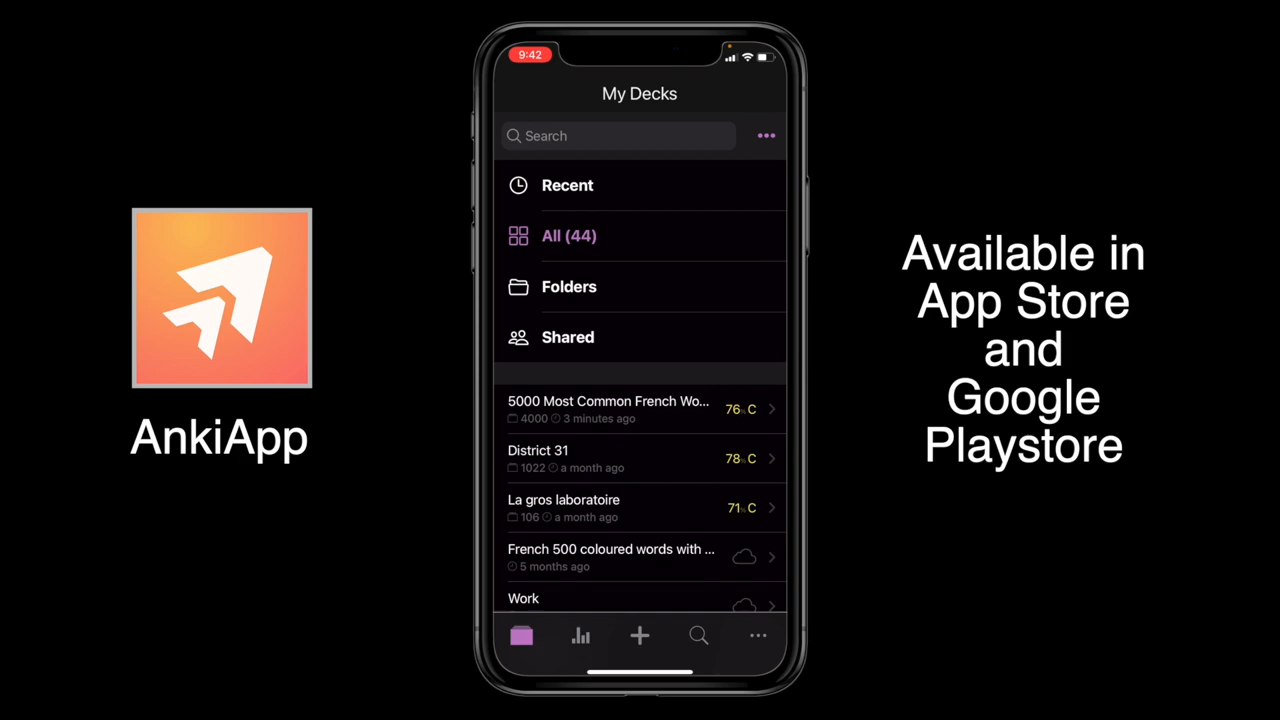 AnkiApp
9:42
My Decks
Search
Recent
All (44)
Folders
Shared
5000 Most Common French Wo...
76% C
4000 3 minutes ago
District 31
78% C
1022 a month ago
La gros laboratoire
71% C
106 a month ago
French 500 coloured words with ...
5 months ago
Work
Available in
App Store
and
Google
Playstore